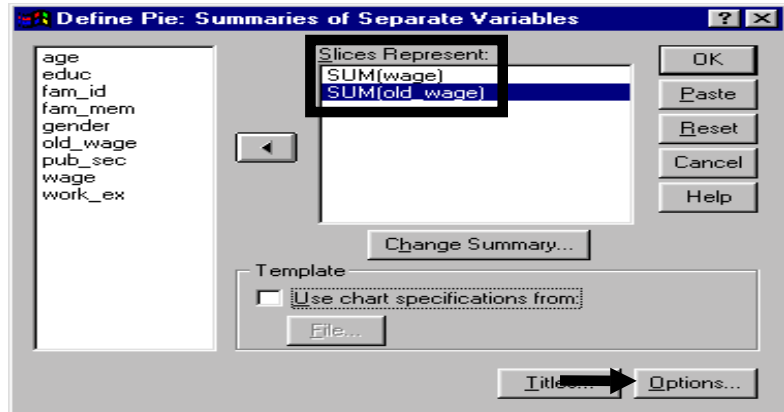 Define Pie: Summaries of Separate Variables
age
educ
fam_id
fam_mem
gender
old_wage
pub_sec
wage
work_ex
Slices Represent:
SUM(wage)
SUM(old_wage)
Change Summary...
Template
Use chart specifications from:
File...
OK
Paste
Reset
Cancel
Help
Titles...
Options...